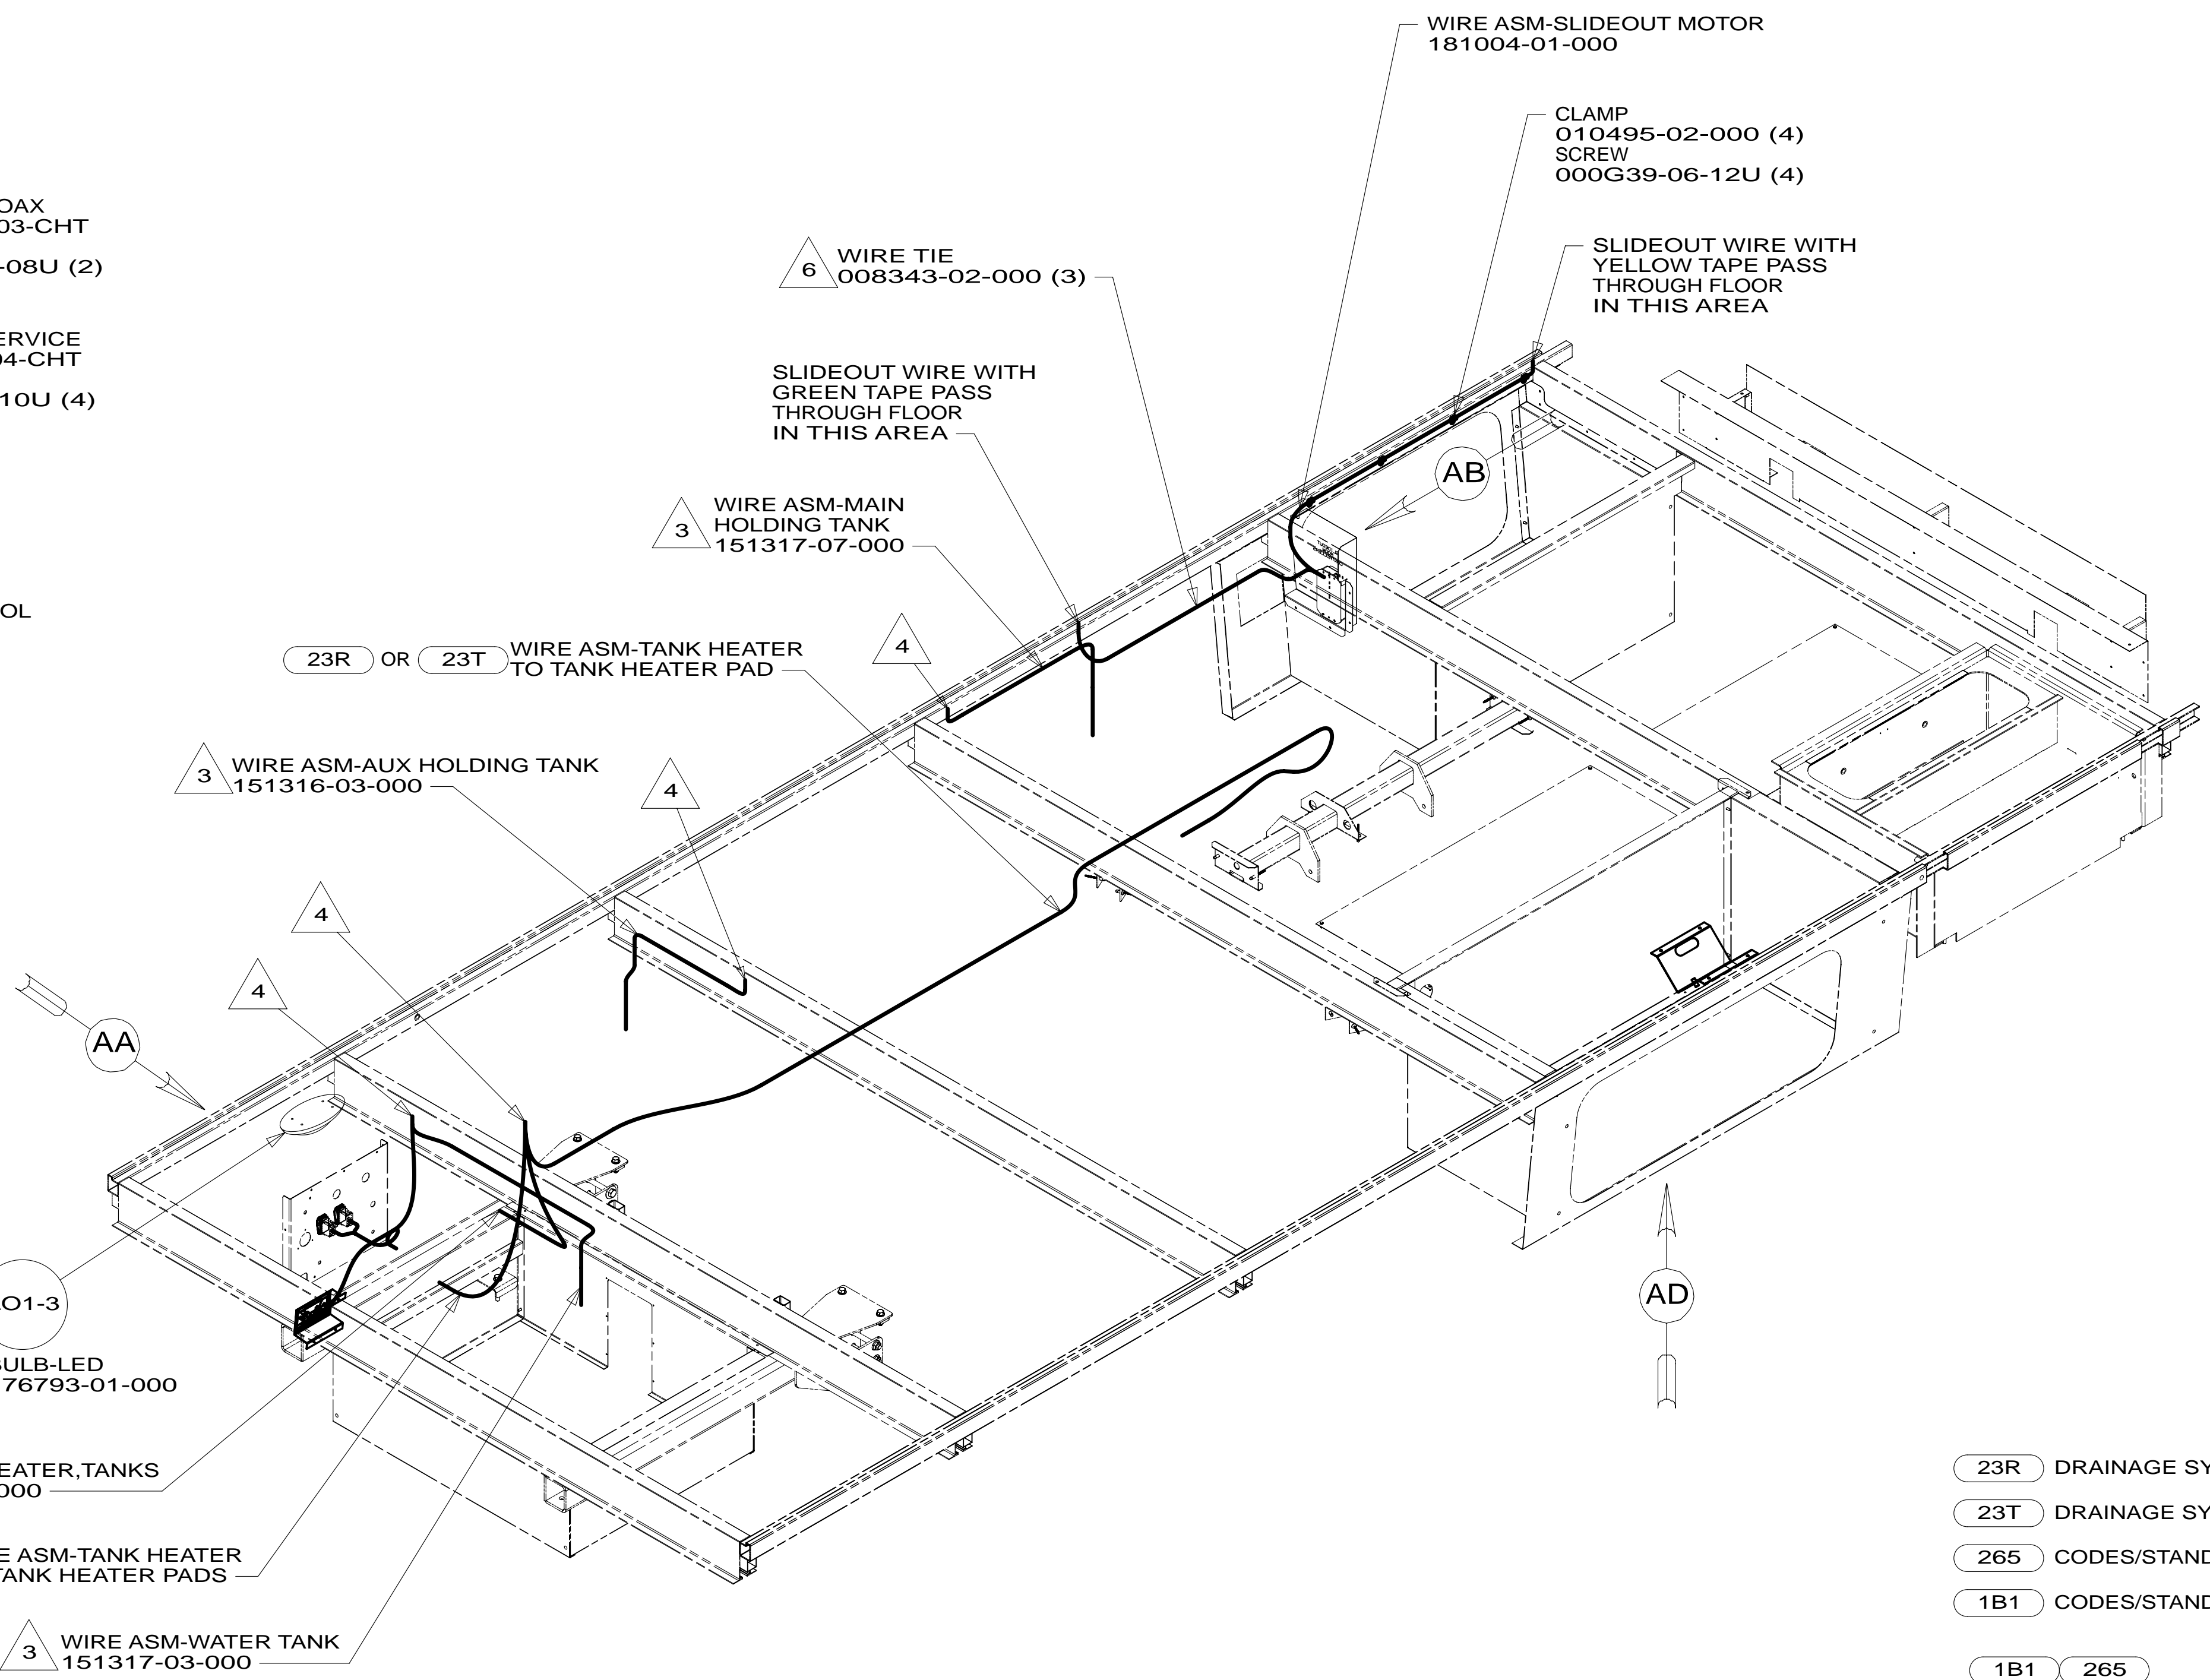 WIRE ASM-SLIDEOUT MOTOR
181004-01-000
CLAMP
010495-02-000 (4)
SCREW
000G39-06-12U (4)
OAX
03-CHT
-08U (2)
6
WIRE TIE
008343-02-000 (3)
SLIDEOUT WIRE WITH
YELLOW TAPE PASS
THROUGH FLOOR
IN THIS AREA
ERVICE
04-CHT
10U (4)
SLIDEOUT WIRE WITH
GREEN TAPE PASS
THROUGH FLOOR
IN THIS AREA
AB
3
WIRE ASM-MAIN
HOLDING TANK
151317-07-000
OL
23R OR 23T WIRE ASM-TANK HEATER
TO TANK HEATER PAD
4
3
WIRE ASM-AUX HOLDING TANK
151316-03-000
4
4
4
AA
O1-3
BULB-LED
76793-01-000
AD
EATER,TANKS
000
E ASM-TANK HEATER
TANK HEATER PADS
3
WIRE ASM-WATER TANK
151317-03-000
23R DRAINAGE SY
23T DRAINAGE SY
265 CODES/STAND
1B1 CODES/STAND
1B1 265